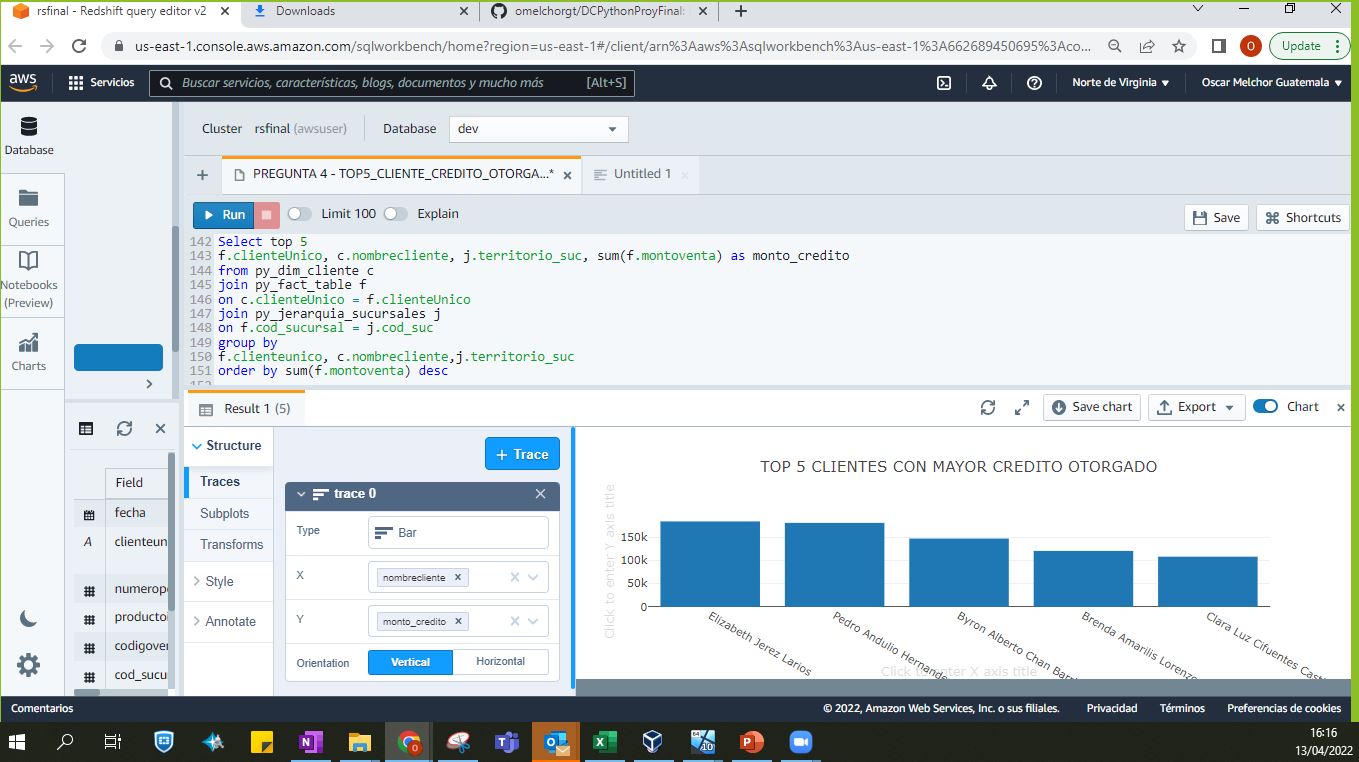 rsfinal - Redshift query editor v2
Downloads
omelchorgt/DCPythonProyFinal:
us-east-1.console.aws.amazon.com/sqlworkbench/home?region=us-east-1#/client/arn%3Aaws%3Asqlworkbench%3Aus-east-1%3A662689450695%3Aco...
O
Update
aws
Servicios
Buscar servicios, características, blogs, documentos y mucho más
[Alt+S]
Norte de Virginia
Oscar Melchor Guatemala
Database
Queries
Notebooks
(Preview)
Charts
Cluster
rsfinal (awsuser)
Database
dev
PREGUNTA 4 - TOP5_CLIENTE_CREDITO_OTORGA...*
Untitled 1
Run
Limit 100
Explain
Save
Shortcuts
142 Select top 5
143 f.clienteUnico, c.nombrecliente, j.territorio_suc, sum(f.montoventa) as monto_credito
144 from py_dim_cliente c
145 join py_fact_table f
146 on c.clienteUnico = f.clienteUnico
147 join py_jerarquia_sucursales j
148 on f.cod_sucursal = j.cod_suc
149 group by
150 f.clienteunico, c.nombrecliente,j.territorio_suc
151 order by sum(f.montoventa) desc
152
Result 1 (5)
Save chart
Export
Chart
Field
fecha
A
clienteun
numerope
productoi
codigover
cod_sucu
Structure
Traces
Subplots
Transforms
Style
Annotate
+ Trace
trace 0
Type
Bar
X
nombrecliente
Y
monto_credito
Orientation
Vertical
Horizontal
TOP 5 CLIENTES CON MAYOR CREDITO OTORGADO
Click to enter Y axis title
150k
100k
50k
0
Elizabeth Jerez Larios
Pedro Andulio Hernande
Byron Alberto Chan Barri
Brenda Amarilis Lorenzo
Clara Luz Cifuentes Cast
Click to enter X axis title
Comentarios
© 2022, Amazon Web Services, Inc. o sus filiales.
Privacidad
Términos
Preferencias de cookies
16:16
13/04/2022